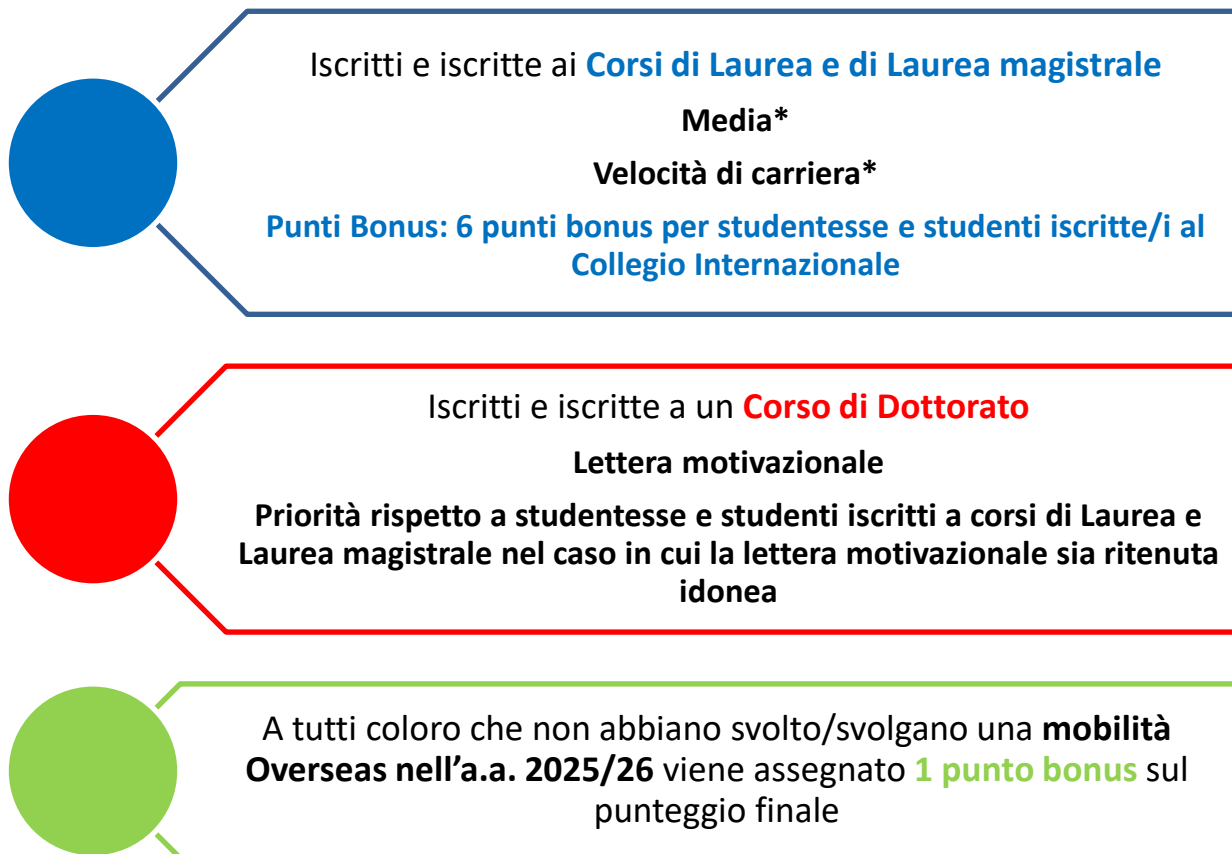 Iscritti e iscritte ai Corsi di Laurea e di Laurea magistrale
Media*
Velocità di carriera*
Punti Bonus: 6 punti bonus per studentesse e studenti iscritte/i al
Collegio Internazionale
Iscritti e iscritte a un Corso di Dottorato
Lettera motivazionale
Priorità rispetto a studentesse e studenti iscritti a corsi di Laurea e
Laurea magistrale nel caso in cui la lettera motivazionale sia ritenuta
idonea
A tutti coloro che non abbiano svolto/svolgano una mobilità
Overseas nell'a.a. 2025/26 viene assegnato 1 punto bonus sul
punteggio finale